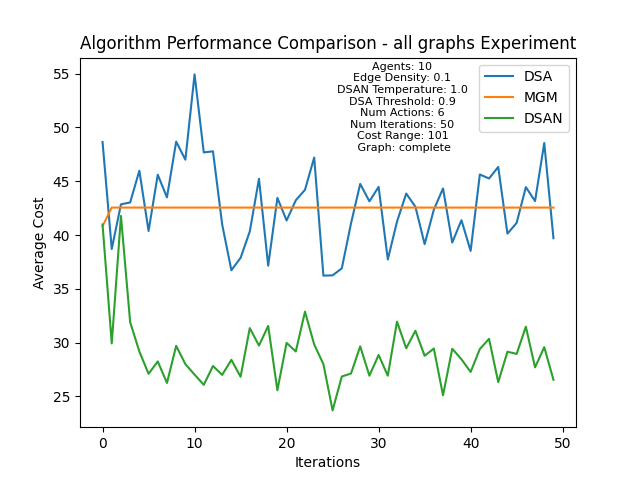 Algorithm Performance Comparison - all graphs Experiment
Agents: 10
Edge Density: 0.1
DSAN Temperature: 1.0
DSA Threshold: 0.9
Num Actions: 6
Num Iterations: 50
Cost Range: 101
Graph: complete
DSA
MGM
DSAN
Average Cost
55
50
45
40
35
30
25
0 10 20 30 40 50
Iterations